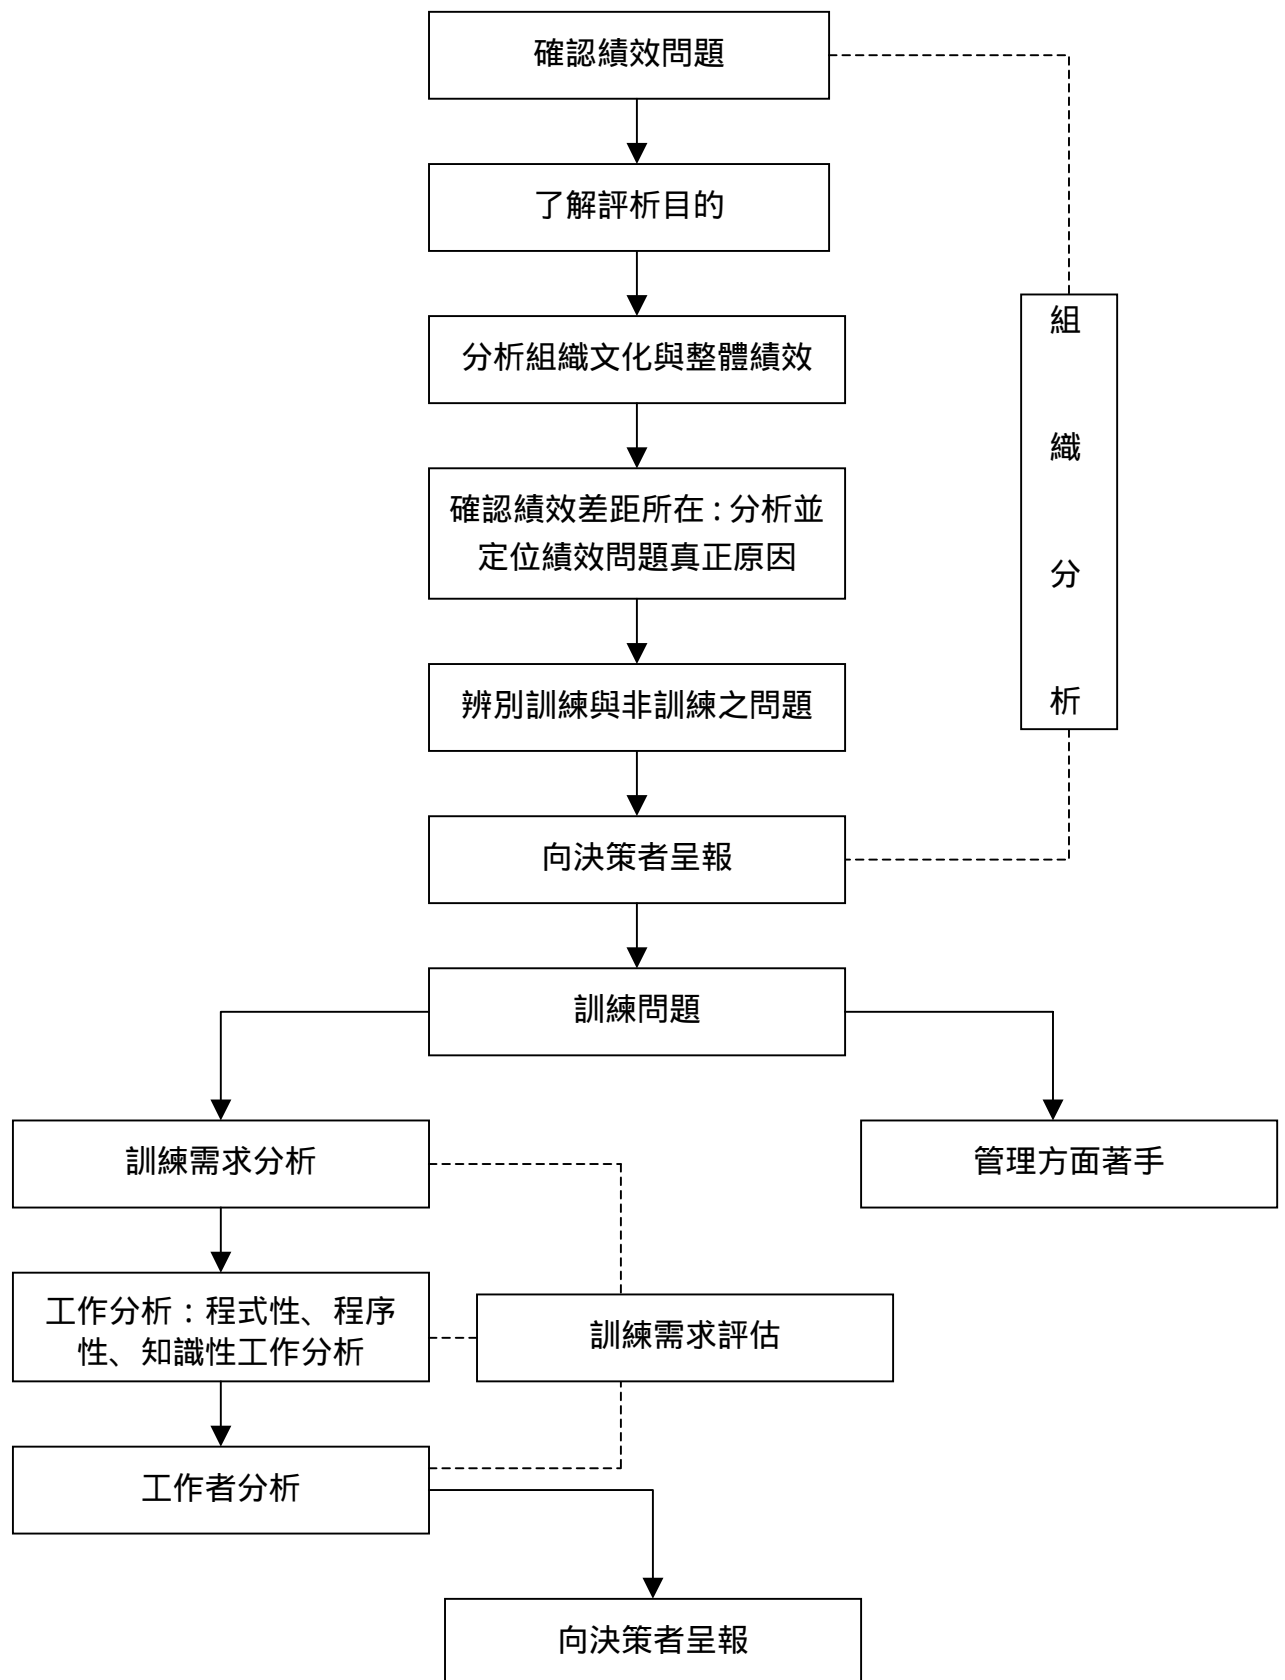 確認績效問題
了解評析目的
分析組織文化與整體績效
確認績效差距所在:分析並
定位績效問題真正原因
辨別訓練與非訓練之問題
向決策者呈報
組
織
分
析
訓練問題
訓練需求分析
管理方面著手
工作分析：程式性、程序
性、知識性工作分析
訓練需求評估
工作者分析
向決策者呈報